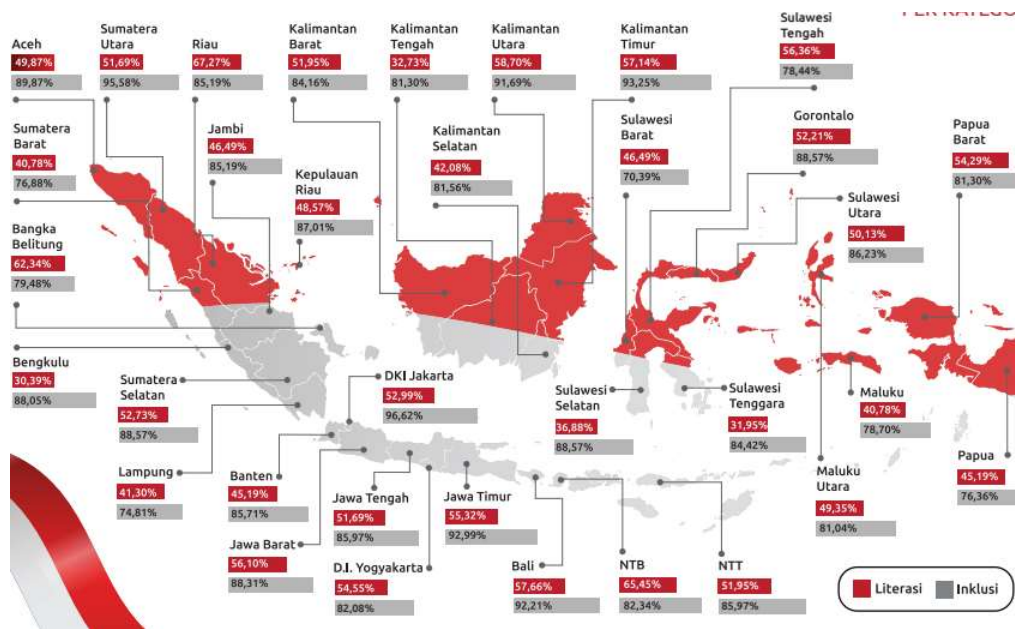 PER KATEGO
Aceh
49,87%
89,87%
Sumatera
Utara
51,69%
95,58%
Riau
67,27%
85,19%
Kalimantan
Barat
51,95%
84,16%
Kalimantan
Tengah
32,73%
81,30%
Kalimantan
Utara
58,70%
91,69%
Kalimantan
Timur
57,14%
93,25%
Sulawesi
Tengah
56,36%
78,44%
Sumatera
Barat
40,78%
76,88%
Jambi
46,49%
85,19%
Kepulauan
Riau
48,57%
87,01%
Kalimantan
Selatan
42,08%
81,56%
Sulawesi
Barat
46,49%
70,39%
Gorontalo
52,21%
88,57%
Papua
Barat
54,29%
81,30%
Sulawesi
Utara
50,13%
86,23%
Bangka
Belitung
62,34%
79,48%
Bengkulu
30,39%
88,05%
Sumatera
Selatan
52,73%
88,57%
DKI Jakarta
52,99%
96,62%
Sulawesi
Selatan
36,88%
88,57%
Sulawesi
Tenggara
31,95%
84,42%
Maluku
40,78%
78,70%
Papua
45,19%
76,36%
Lampung
41,30%
74,81%
Banten
45,19%
85,71%
Jawa Tengah
51,69%
85,97%
Jawa Timur
55,32%
92,99%
Maluku
Utara
49,35%
81,04%
Jawa Barat
56,10%
88,31%
D.I. Yogyakarta
54,55%
82,08%
Bali
57,66%
92,21%
NTB
65,45%
82,34%
NTT
51,95%
85,97%
Literasi
Inklusi